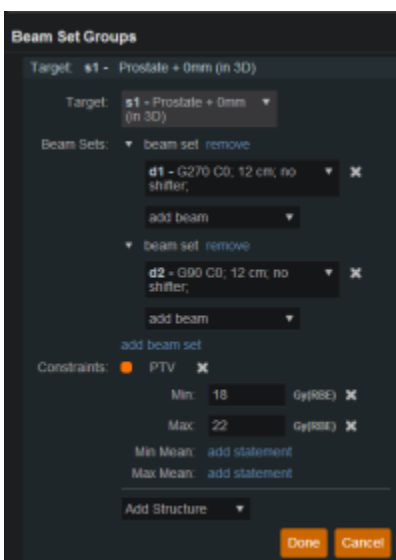 Beam Set Groups
Target: s1 - Prostate + 0mm (in 3D)
Target: s1 - Prostate + 0mm
(in 3D)
Beam Sets: beam set remove
d1 - G270 C0; 12 cm; no
shifter;
add beam
beam set remove
d2 - G90 C0; 12 cm; no
shifter;
add beam
add beam set
Constraints: PTV
Min: 18 Gy(RBE)
Max: 22 Gy(RBE)
Min Mean: add statement
Max Mean: add statement
Add Structure
Done Cancel